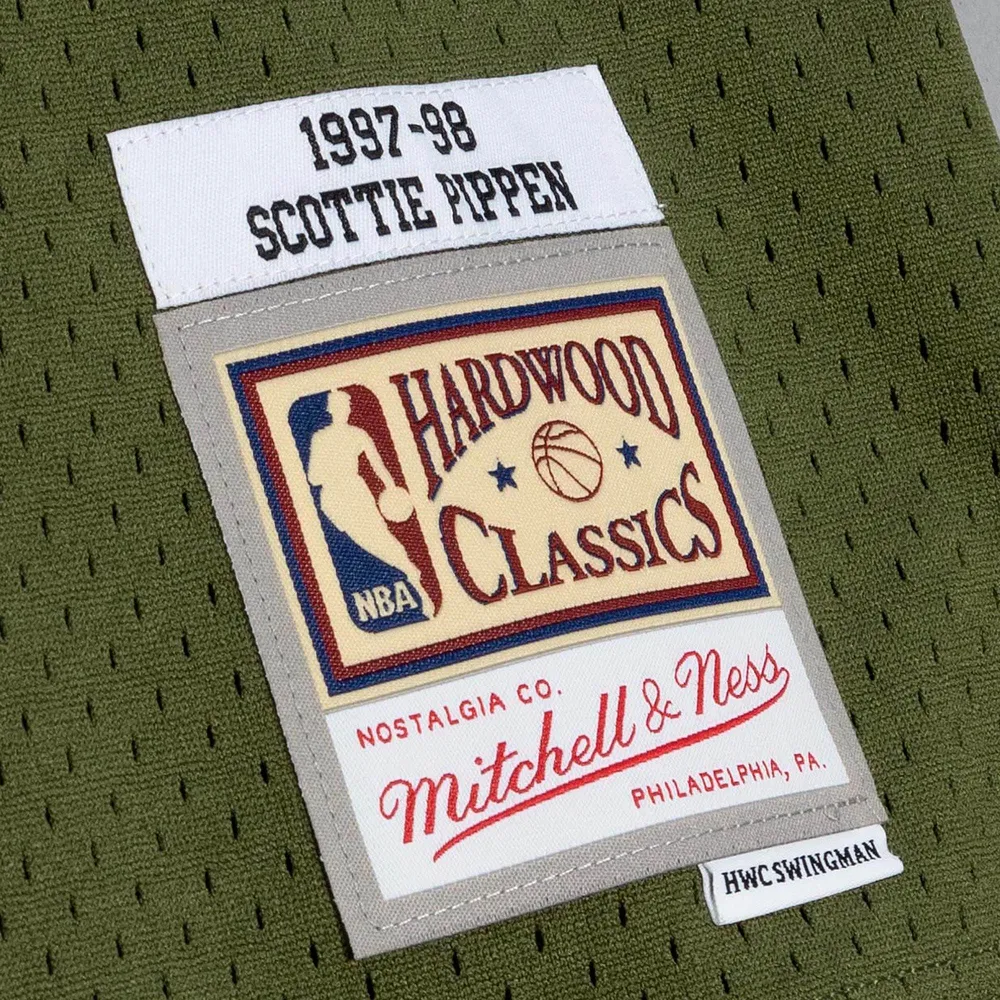 1997-98
SCOTTIE PIPPEN
HARDWOOD
CLASSICS
NBA
NOSTALGIA CO.
Mitchell & Ness
PHILADELPHIA, PA.
HWC SWINGMAN